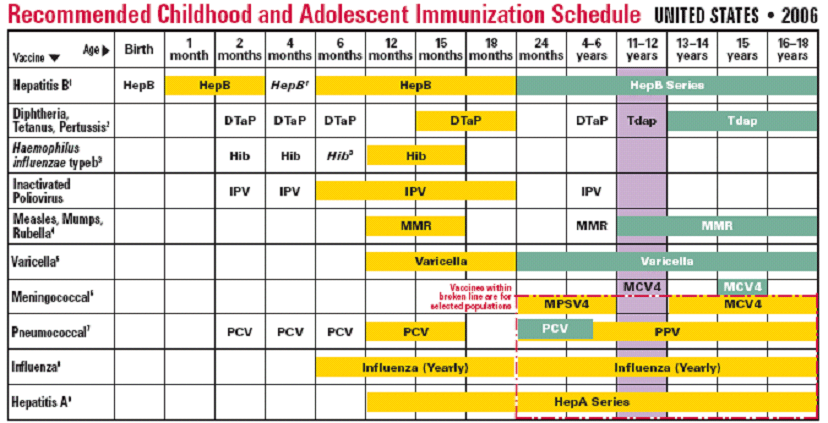 Recommended Childhood and Adolescent Immunization Schedule UNITED STATES • 2006
Vaccine ▼ Age ▶ Birth 1 month 2 months 4 months 6 months 12 months 15 months 18 months 24 months 4–6 years 11–12 years 13–14 years 15 years 16–18 years
Hepatitis B¹ HepB HepB HepB¹ HepB HepB Series
Diphtheria, Tetanus, Pertussis² DTaP DTaP DTaP DTaP DTaP Tdap Tdap
Haemophilus influenzae typeb³ Hib Hib Hib³ Hib
Inactivated Poliovirus IPV IPV IPV IPV
Measles, Mumps, Rubella⁴ MMR MMR MMR
Varicella⁵ Varicella Varicella
Meningococcal⁶ Vaccines within broken line are for selected populations MCV4 MCV4
MPSV4 MCV4
Pneumococcal⁷ PCV PCV PCV PCV PCV PPV
Influenza⁸ Influenza (Yearly) Influenza (Yearly)
Hepatitis A⁹ HepA Series